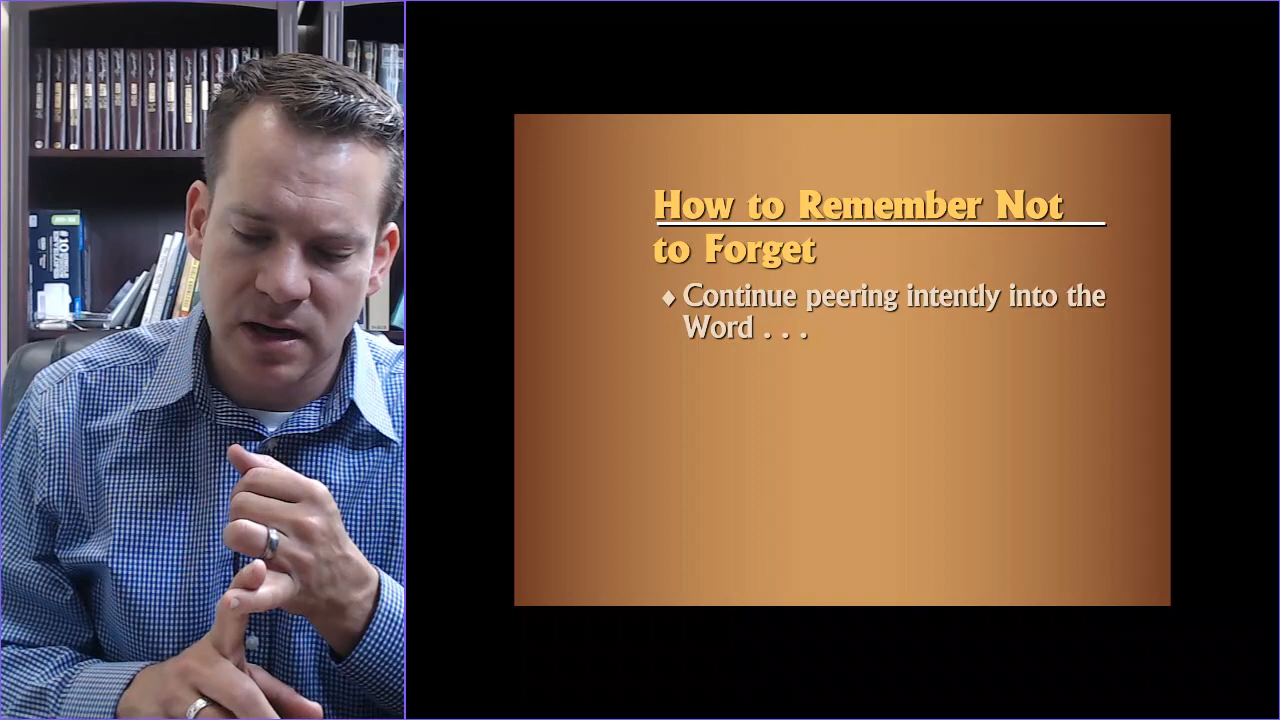 How to Remember Not
to Forget
♦ Continue peering intently into the
Word . . .